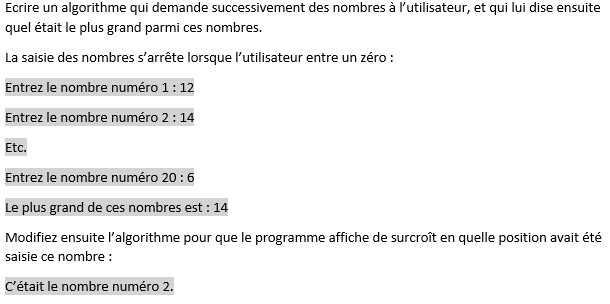 Ecrire un algorithme qui demande successivement des nombres à l’utilisateur, et qui lui dise ensuite
quel était le plus grand parmi ces nombres.
La saisie des nombres s’arrête lorsque l’utilisateur entre un zéro :
Entrez le nombre numéro 1 : 12
Entrez le nombre numéro 2 : 14
Etc.
Entrez le nombre numéro 20 : 6
Le plus grand de ces nombres est : 14
Modifiez ensuite l’algorithme pour que le programme affiche de surcroît en quelle position avait été
saisie ce nombre :
C’était le nombre numéro 2.